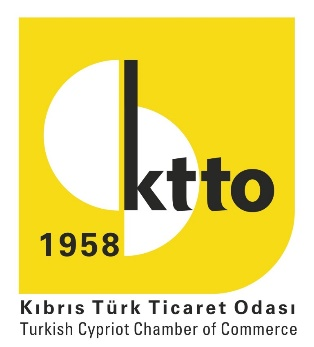 ktto
1958
Kıbrıs Türk Ticaret Odası
Turkish Cypriot Chamber of Commerce